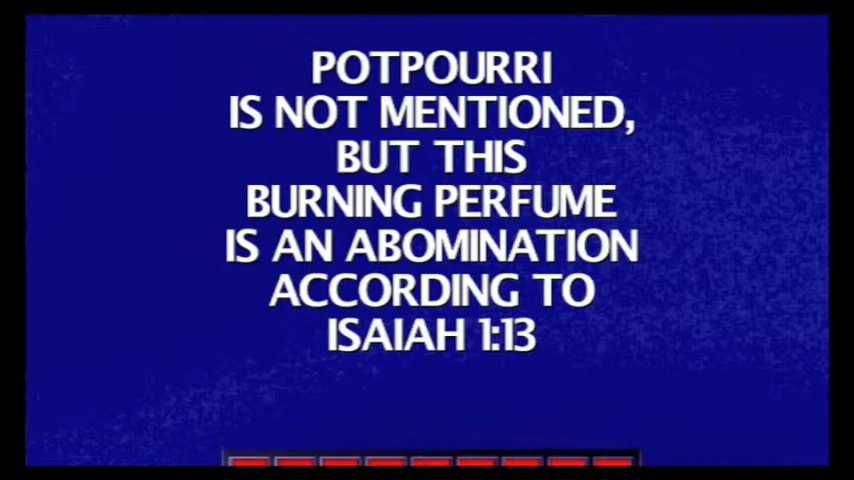 POTPOURRI
IS NOT MENTIONED,
BUT THIS
BURNING PERFUME
IS AN ABOMINATION
ACCORDING TO
ISAIAH 1:13